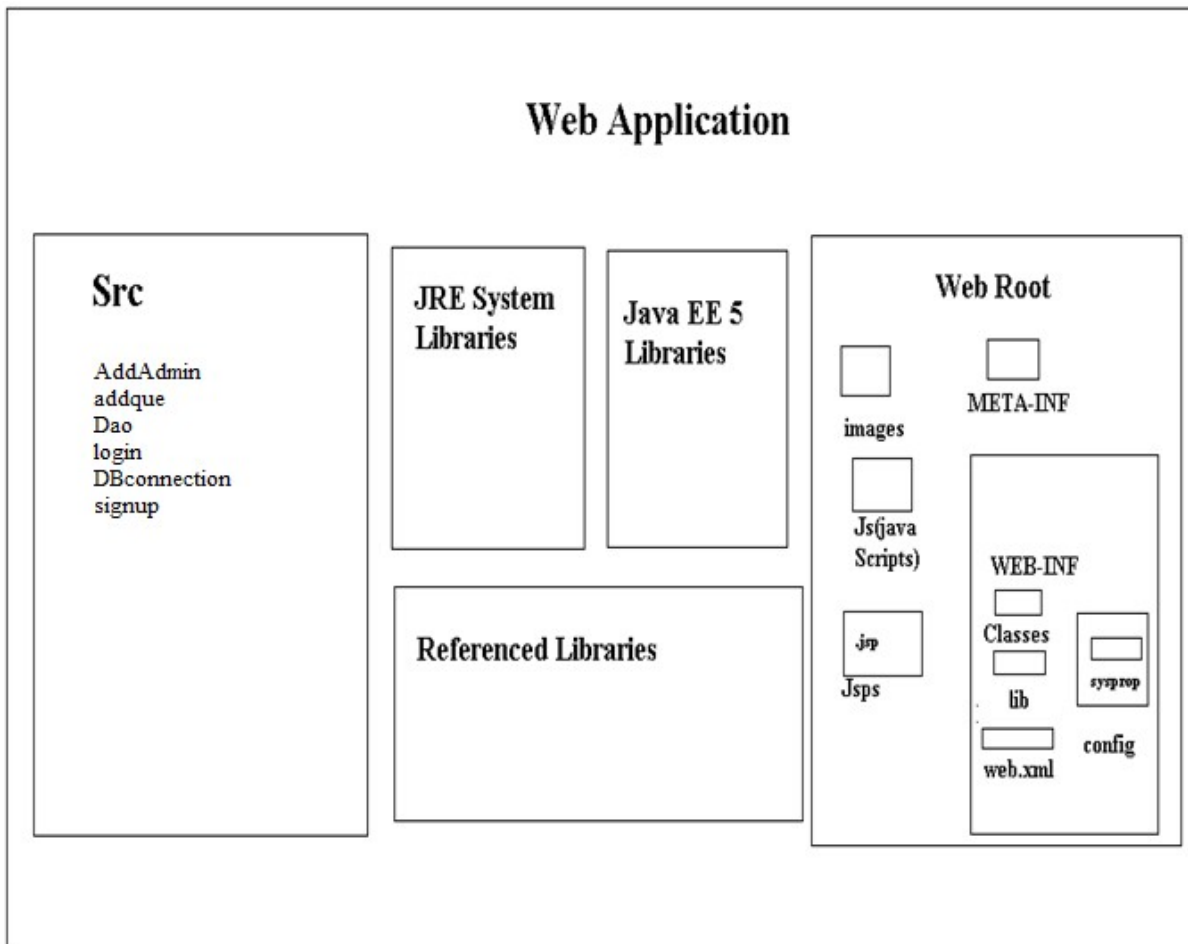 Web Application
Src
AddAdmin
addque
Dao
login
DBconnection
signup
JRE System
Libraries
Java EE 5
Libraries
Referenced Libraries
Web Root
images
META-INF
Js(java
Scripts)
.jsp
Jsps
WEB-INF
Classes
lib
web.xml
sysprop
config